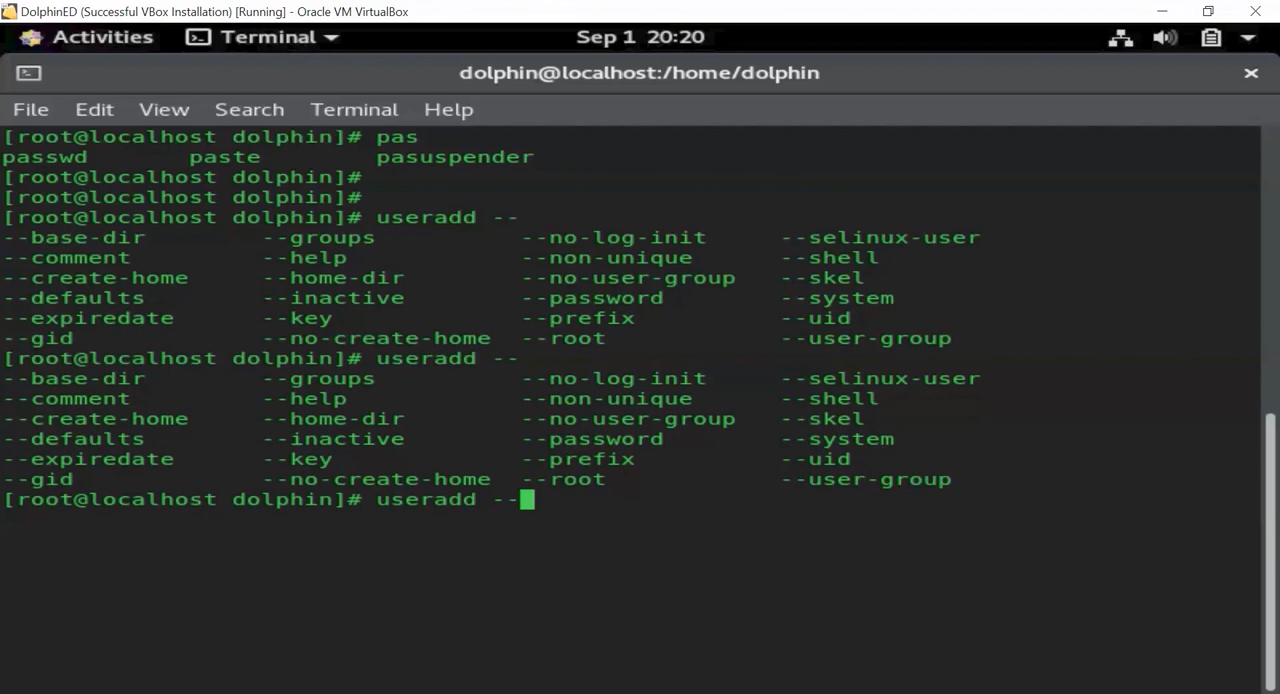 DolphinED (Successful VBox Installation) [Running] - Oracle VM VirtualBox
Activities Terminal Sep 1 20:20
dolphin@localhost:/home/dolphin
File Edit View Search Terminal Help
[root@localhost dolphin]# pas
passwd paste pasuspender
[root@localhost dolphin]#
[root@localhost dolphin]#
[root@localhost dolphin]# useradd --
--base-dir --groups --no-log-init --selinux-user
--comment --help --non-unique --shell
--create-home --home-dir --no-user-group --skel
--defaults --inactive --password --system
--expiredate --key --prefix --uid
--gid --no-create-home --root --user-group
[root@localhost dolphin]# useradd --
--base-dir --groups --no-log-init --selinux-user
--comment --help --non-unique --shell
--create-home --home-dir --no-user-group --skel
--defaults --inactive --password --system
--expiredate --key --prefix --uid
--gid --no-create-home --root --user-group
[root@localhost dolphin]# useradd --